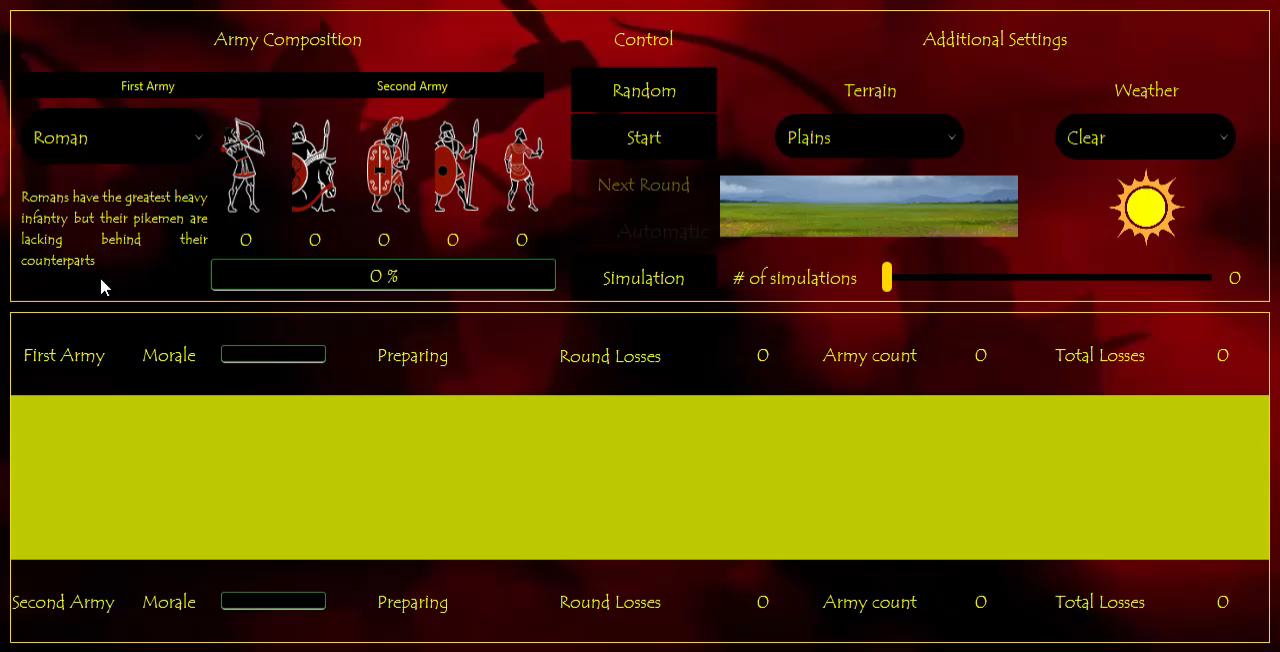 Army Composition
Control
Additional Settings
First Army
Second Army
Random
Terrain
Weather
Roman
Start
Plains
Clear
Next Round
Romans have the greatest heavy
infantry but their pikemen are
lacking behind their
counterparts
Automatic
0 0 0 0 0
0 %
Simulation
# of simulations
0
First Army Morale Preparing Round Losses 0 Army count 0 Total Losses 0
Second Army Morale Preparing Round Losses 0 Army count 0 Total Losses 0